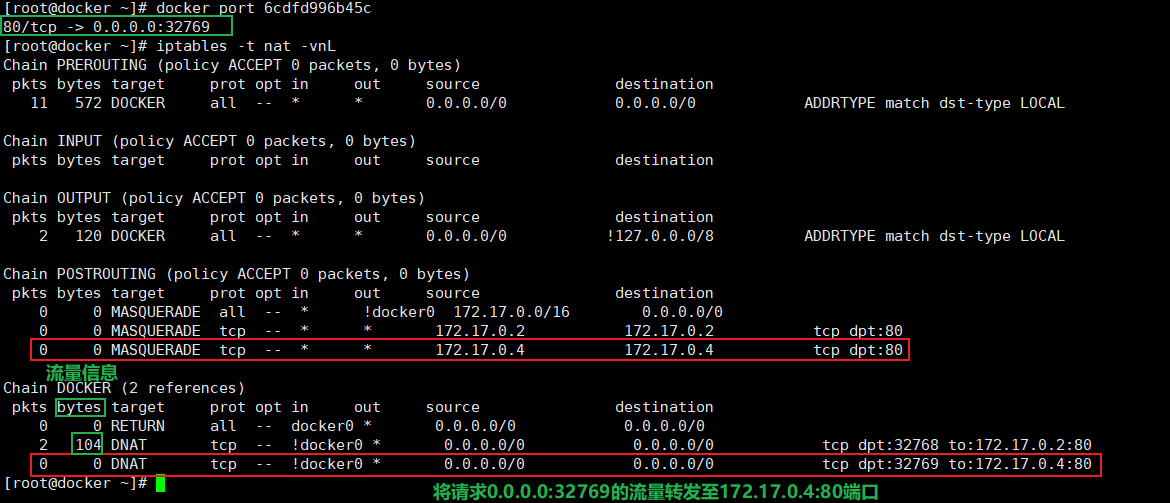 [root@docker ~]# docker port 6cdfd996b45c
80/tcp -> 0.0.0.0:32769
[root@docker ~]# iptables -t nat -vnL
Chain PREROUTING (policy ACCEPT 0 packets, 0 bytes)
 pkts bytes target     prot opt in     out     source               destination
   11   572 DOCKER     all  --  *      *       0.0.0.0/0            0.0.0.0/0            ADDRTYPE match dst-type LOCAL

Chain INPUT (policy ACCEPT 0 packets, 0 bytes)
 pkts bytes target     prot opt in     out     source               destination

Chain OUTPUT (policy ACCEPT 0 packets, 0 bytes)
 pkts bytes target     prot opt in     out     source               destination
    2   120 DOCKER     all  --  *      *       0.0.0.0/0           !127.0.0.0/8          ADDRTYPE match dst-type LOCAL

Chain POSTROUTING (policy ACCEPT 0 packets, 0 bytes)
 pkts bytes target     prot opt in     out     source               destination
    0     0 MASQUERADE  all  --  *      !docker0  172.17.0.0/16        0.0.0.0/0
    0     0 MASQUERADE  tcp  --  *      *       172.17.0.2           172.17.0.2           tcp dpt:80
    0     0 MASQUERADE  tcp  --  *      *       172.17.0.4           172.17.0.4           tcp dpt:80
流量信息
Chain DOCKER (2 references)
 pkts bytes target     prot opt in     out     source               destination
    0     0 RETURN     all  --  docker0 *       0.0.0.0/0            0.0.0.0/0
    2   104 DNAT       tcp  --  !docker0 *       0.0.0.0/0            0.0.0.0/0            tcp dpt:32768 to:172.17.0.2:80
    0     0 DNAT       tcp  --  !docker0 *       0.0.0.0/0            0.0.0.0/0            tcp dpt:32769 to:172.17.0.4:80
[root@docker ~]#
将请求0.0.0.0:32769的流量转发至172.17.0.4:80端口